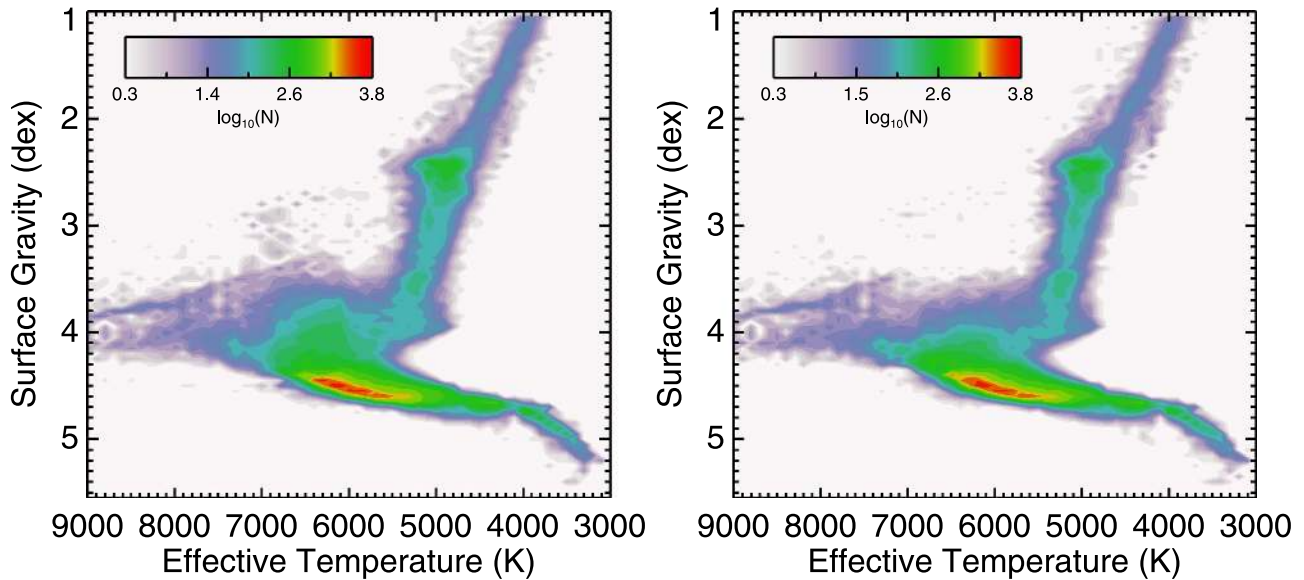 1
2
3
4
5
Surface Gravity (dex)
0.3 1.4 2.6 3.8
log10(N)
9000 8000 7000 6000 5000 4000 3000
Effective Temperature (K)
1
2
3
4
5
Surface Gravity (dex)
0.3 1.5 2.6 3.8
log10(N)
9000 8000 7000 6000 5000 4000 3000
Effective Temperature (K)